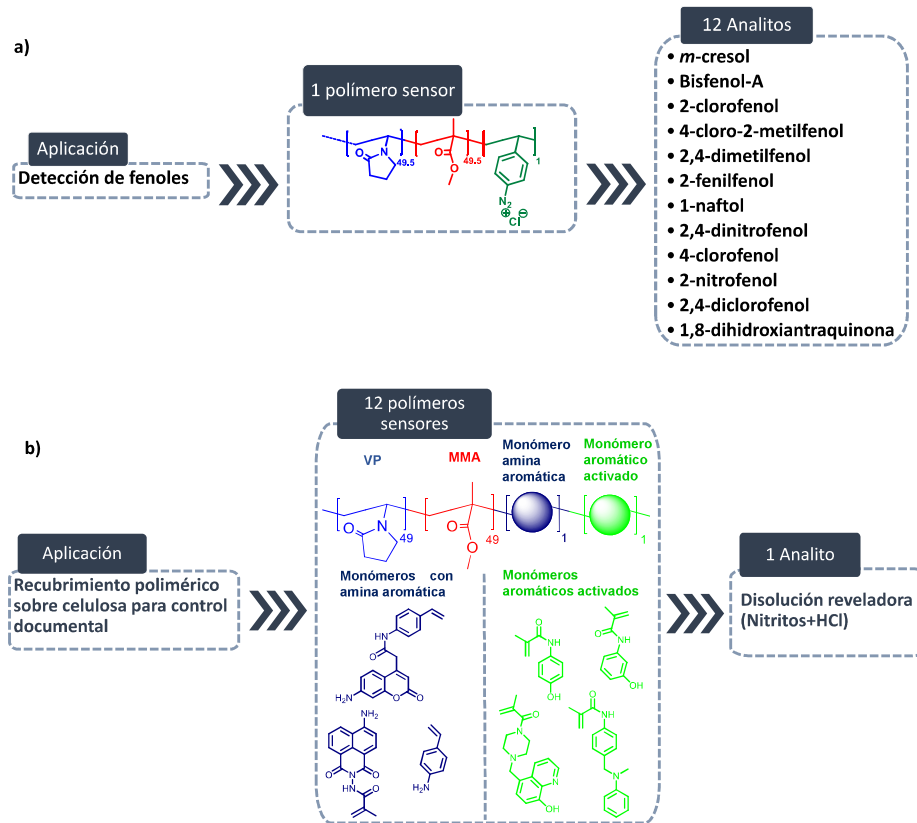 a)
Aplicación
Detección de fenoles
1 polímero sensor
O
N
49.5
O
O
49.5
1
N2
⊕
Cl
⊖
12 Analitos
• m-cresol
• Bisfenol-A
• 2-clorofenol
• 4-cloro-2-metilfenol
• 2,4-dimetilfenol
• 2-fenilfenol
• 1-naftol
• 2,4-dinitrofenol
• 4-clorofenol
• 2-nitrofenol
• 2,4-diclorofenol
• 1,8-dihidroxiantraquinona
b)
Aplicación
Recubrimiento polimérico
sobre celulosa para control
documental
12 polímeros
sensores
VP
MMA
Monómero
amina
aromática
Monómero
aromático
activado
O
N
49
O
O
49
1
1
Monómeros con
amina aromática
NH
O
H2N
O
O
NH2
O
N
O
NH
O
H2N
Monómeros
aromáticos activados
O
NH
OH
O
NH
OH
O
N
N
N
OH
O
NH
N
1 Analito
Disolución reveladora
(Nitritos+HCl)